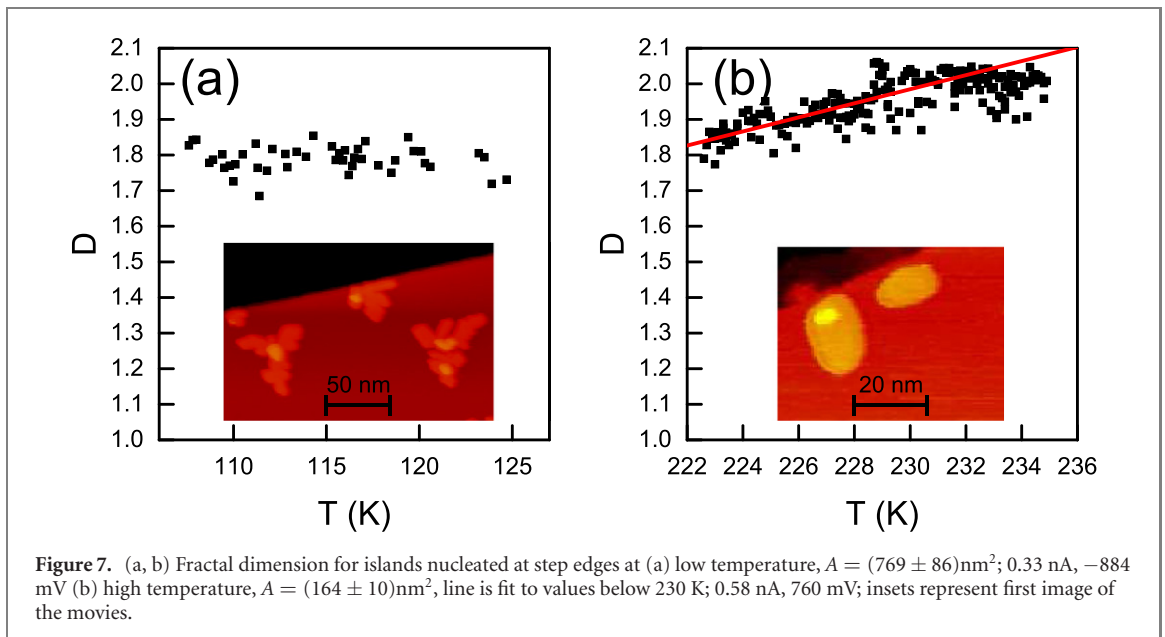 (a)
2.1
2.0
1.9
1.8
1.7
1.6
1.5
1.4
1.3
1.2
1.1
1.0
D
50 nm
110 115 120 125
T (K)
(b)
2.1
2.0
1.9
1.8
1.7
1.6
1.5
1.4
1.3
1.2
1.1
1.0
D
20 nm
222 224 226 228 230 232 234 236
T (K)
Figure 7. (a, b) Fractal dimension for islands nucleated at step edges at (a) low temperature, A = (769 ± 86)nm²; 0.33 nA, −884
mV (b) high temperature, A = (164 ± 10)nm², line is fit to values below 230 K; 0.58 nA, 760 mV; insets represent first image of
the movies.